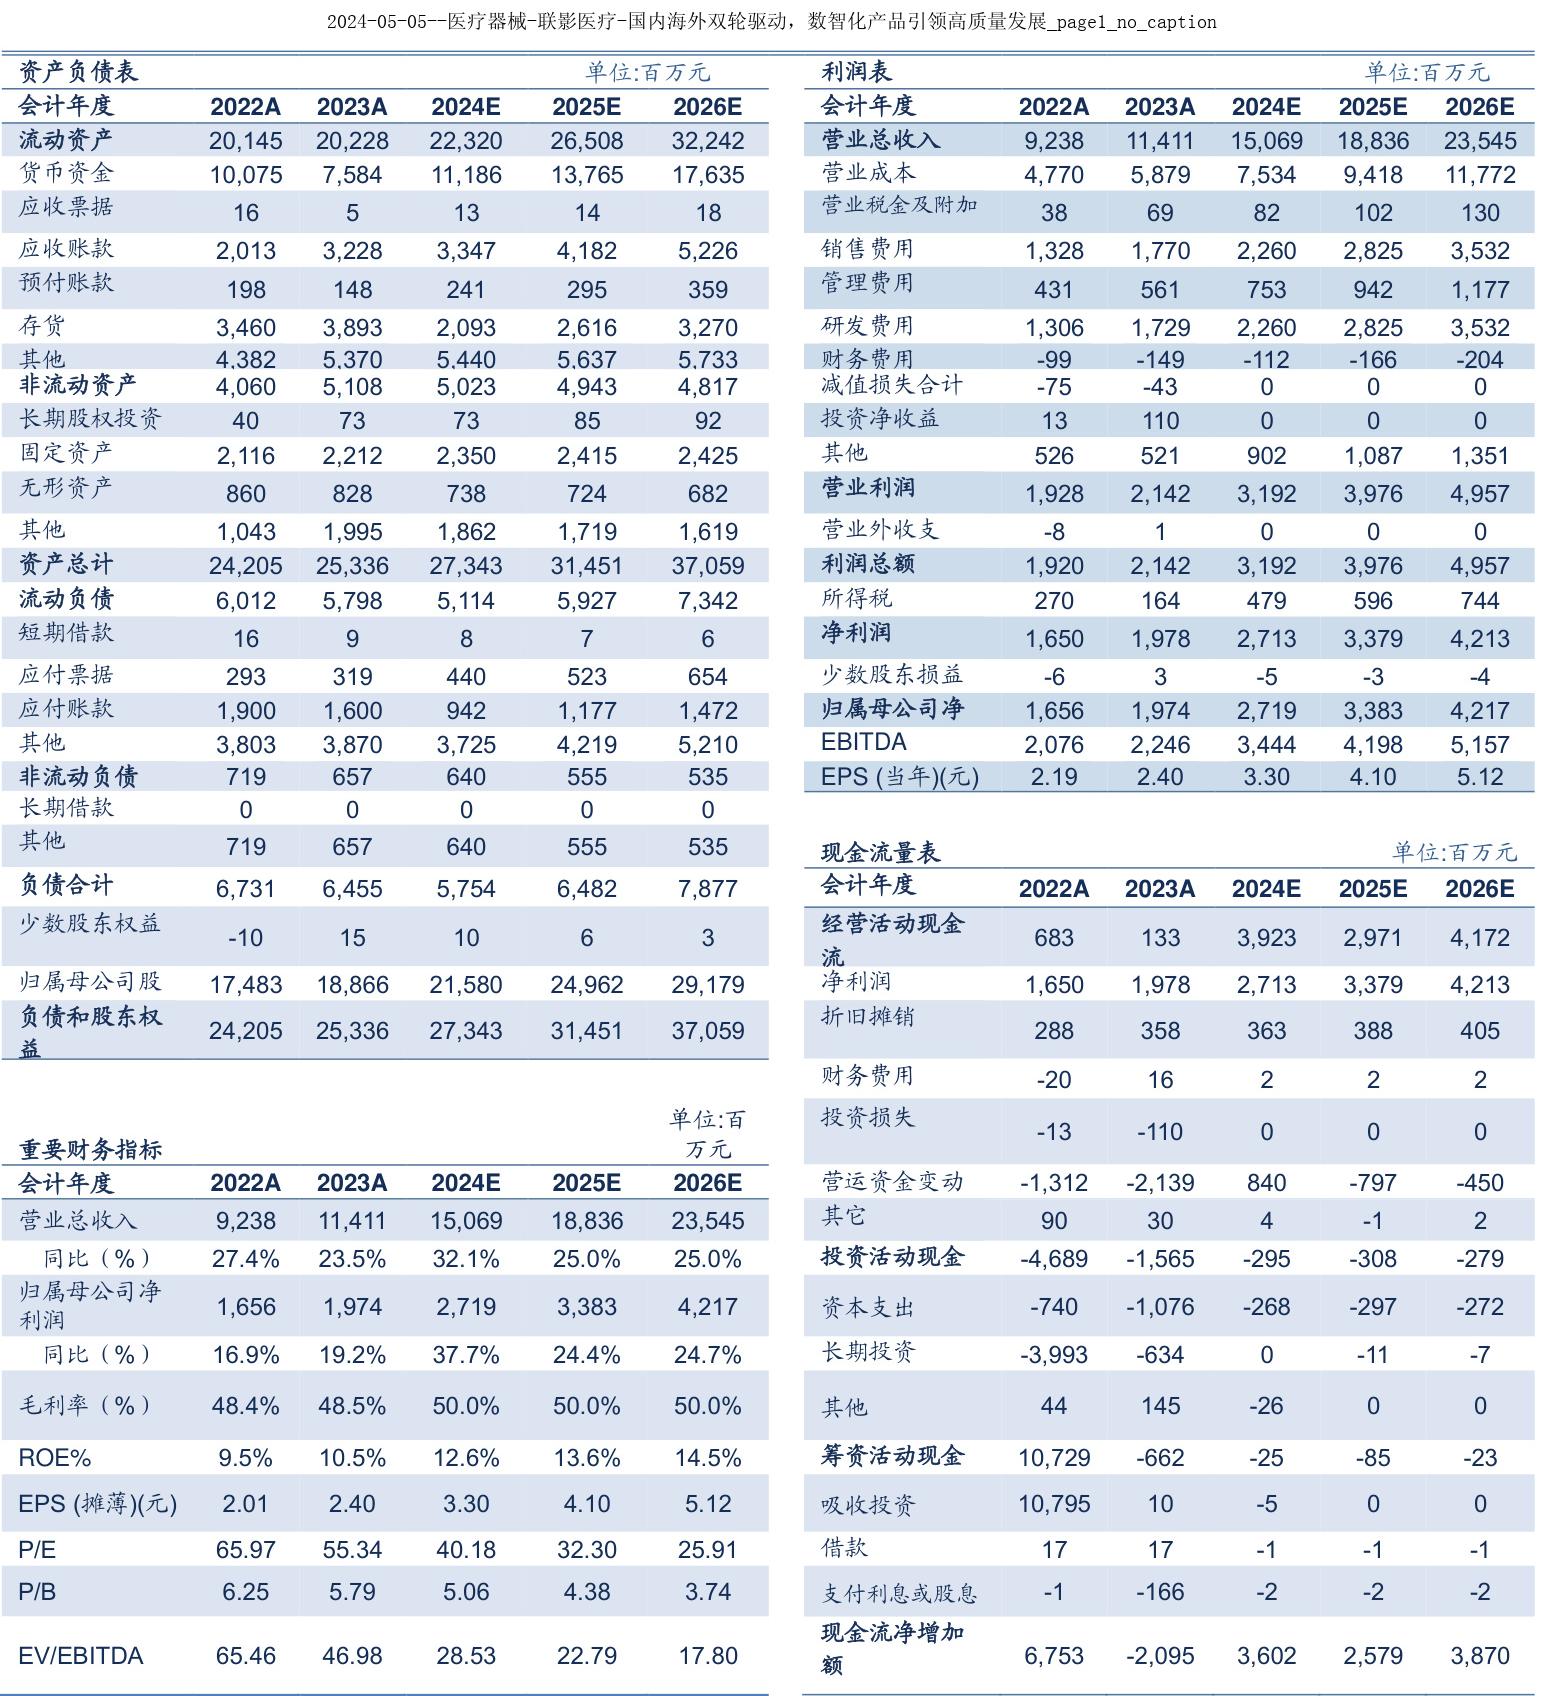 2024-05-05--医疗器械-联影医疗-国内海外双轮驱动，数智化产品引领高质量发展_page1_no_caption
资产负债表 单位:百万元
会计年度 2022A 2023A 2024E 2025E 2026E
流动资产 20,145 20,228 22,320 26,508 32,242
货币资金 10,075 7,584 11,186 13,765 17,635
应收票据 16 5 13 14 18
应收账款 2,013 3,228 3,347 4,182 5,226
预付账款 198 148 241 295 359
存货 3,460 3,893 2,093 2,616 3,270
其他 4,382 5,370 5,440 5,637 5,733
非流动资产 4,060 5,108 5,023 4,943 4,817
长期股权投资 40 73 73 85 92
固定资产 2,116 2,212 2,350 2,415 2,425
无形资产 860 828 738 724 682
其他 1,043 1,995 1,862 1,719 1,619
资产总计 24,205 25,336 27,343 31,451 37,059
流动负债 6,012 5,798 5,114 5,927 7,342
短期借款 16 9 8 7 6
应付票据 293 319 440 523 654
应付账款 1,900 1,600 942 1,177 1,472
其他 3,803 3,870 3,725 4,219 5,210
非流动负债 719 657 640 555 535
长期借款 0 0 0 0 0
其他 719 657 640 555 535
负债合计 6,731 6,455 5,754 6,482 7,877
少数股东权益 -10 15 10 6 3
归属母公司股 17,483 18,866 21,580 24,962 29,179
负债和股东权
益 24,205 25,336 27,343 31,451 37,059
单位:百
重要财务指标 万元
会计年度 2022A 2023A 2024E 2025E 2026E
营业总收入 9,238 11,411 15,069 18,836 23,545
同比（%） 27.4% 23.5% 32.1% 25.0% 25.0%
归属母公司净
利润 1,656 1,974 2,719 3,383 4,217
同比（%） 16.9% 19.2% 37.7% 24.4% 24.7%
毛利率（%） 48.4% 48.5% 50.0% 50.0% 50.0%
ROE% 9.5% 10.5% 12.6% 13.6% 14.5%
EPS (摊薄)(元) 2.01 2.40 3.30 4.10 5.12
P/E 65.97 55.34 40.18 32.30 25.91
P/B 6.25 5.79 5.06 4.38 3.74
EV/EBITDA 65.46 46.98 28.53 22.79 17.80
利润表 单位:百万元
会计年度 2022A 2023A 2024E 2025E 2026E
营业总收入 9,238 11,411 15,069 18,836 23,545
营业成本 4,770 5,879 7,534 9,418 11,772
营业税金及附加 38 69 82 102 130
销售费用 1,328 1,770 2,260 2,825 3,532
管理费用 431 561 753 942 1,177
研发费用 1,306 1,729 2,260 2,825 3,532
财务费用 -99 -149 -112 -166 -204
减值损失合计 -75 -43 0 0 0
投资净收益 13 110 0 0 0
其他 526 521 902 1,087 1,351
营业利润 1,928 2,142 3,192 3,976 4,957
营业外收支 -8 1 0 0 0
利润总额 1,920 2,142 3,192 3,976 4,957
所得税 270 164 479 596 744
净利润 1,650 1,978 2,713 3,379 4,213
少数股东损益 -6 3 -5 -3 -4
归属母公司净 1,656 1,974 2,719 3,383 4,217
EBITDA 2,076 2,246 3,444 4,198 5,157
EPS (当年)(元) 2.19 2.40 3.30 4.10 5.12
现金流量表 单位:百万元
会计年度 2022A 2023A 2024E 2025E 2026E
经营活动现金
流 683 133 3,923 2,971 4,172
净利润 1,650 1,978 2,713 3,379 4,213
折旧摊销 288 358 363 388 405
财务费用 -20 16 2 2 2
投资损失 -13 -110 0 0 0
营运资金变动 -1,312 -2,139 840 -797 -450
其它 90 30 4 -1 2
投资活动现金 -4,689 -1,565 -295 -308 -279
资本支出 -740 -1,076 -268 -297 -272
长期投资 -3,993 -634 0 -11 -7
其他 44 145 -26 0 0
筹资活动现金 10,729 -662 -25 -85 -23
吸收投资 10,795 10 -5 0 0
借款 17 17 -1 -1 -1
支付利息或股息 -1 -166 -2 -2 -2
现金流净增加
额 6,753 -2,095 3,602 2,579 3,870